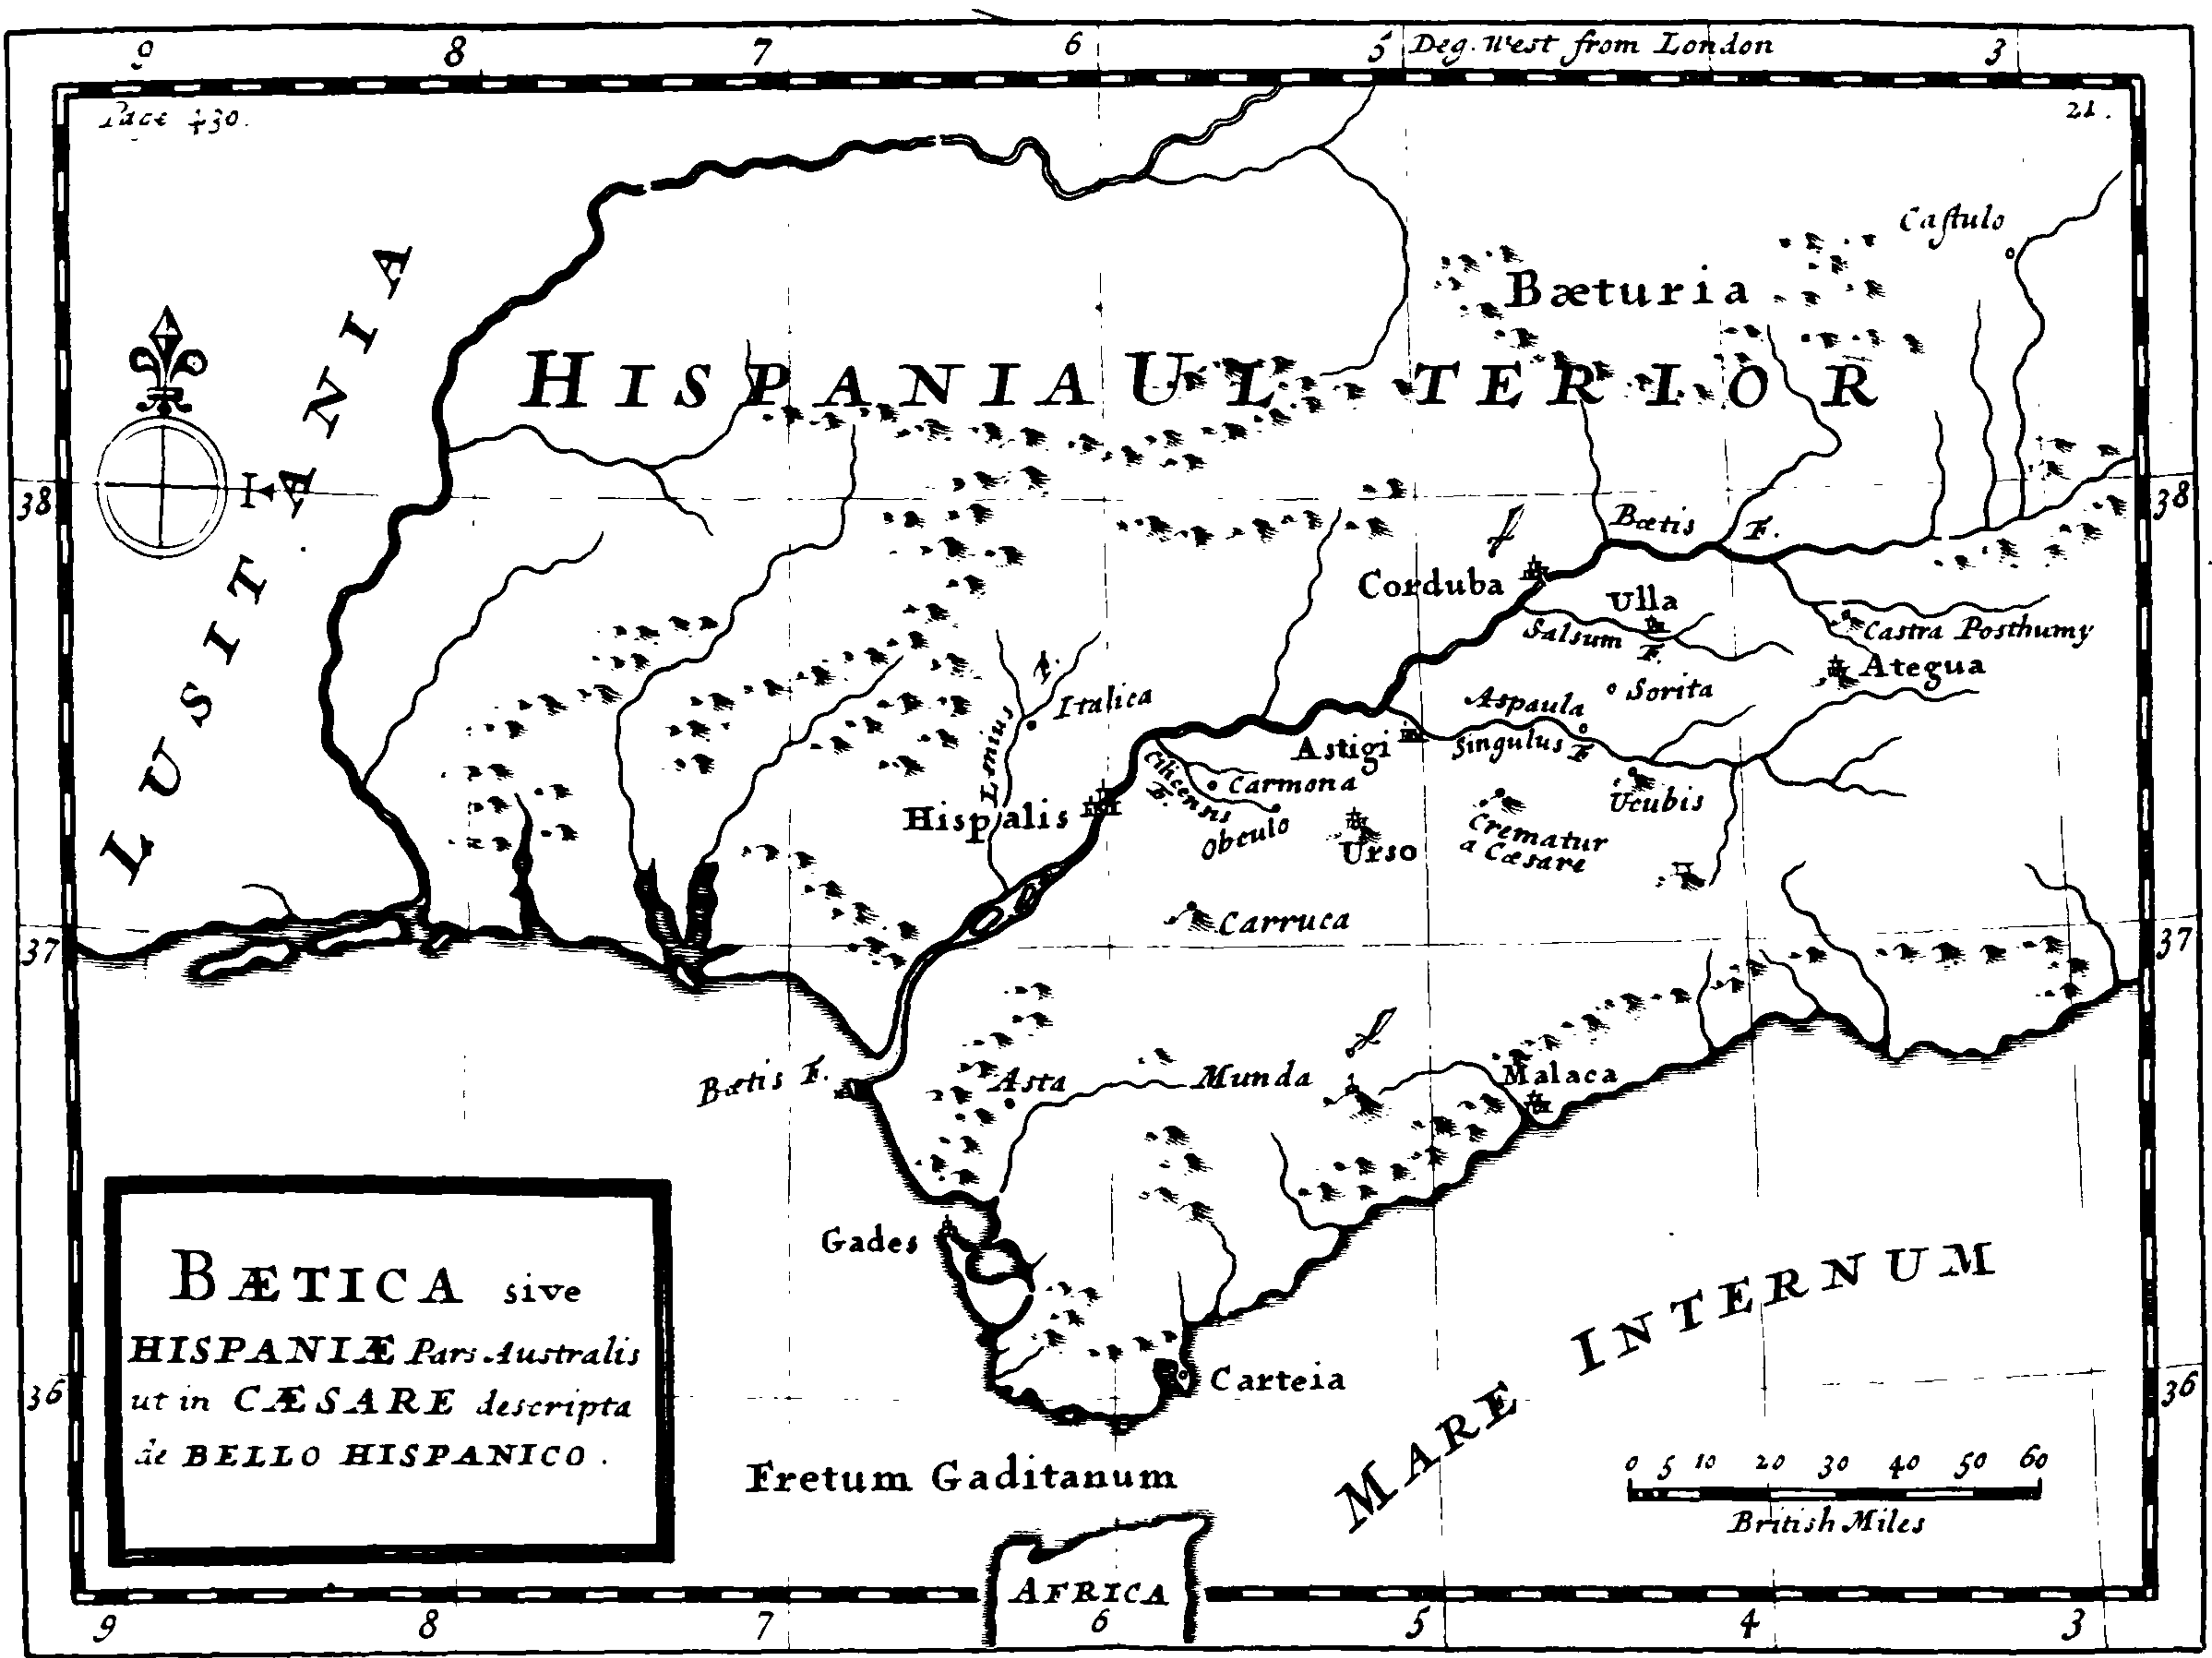 9 8 7 6 5 Deg. West from London 3
Page 430.
21.
Castulo
Bæturia
HISPANIA ULTERIOR
LUSITANIA
38
38
Bætis F.
Corduba
Ulla
Salsum F.
Castra Posthumy
Ategua
Sorita
Italica
Aspaula
Singulus F
Astigi
Carmona
Cilicensis F.
Obculo
Hispalis
Ucubis
Urso
Crematur
a Cæsare
Carruca
37
37
Bætis F.
Asta
Munda
Malaca
Gades
BÆTICA sive
HISPANIÆ Pars Australis
ut in CÆSARE descripta
de BELLO HISPANICO.
MARE INTERNUM
36
Carteia
36
Fretum Gaditanum
0 5 10 20 30 40 50 60
British Miles
AFRICA
9 8 7 6 5 4 3